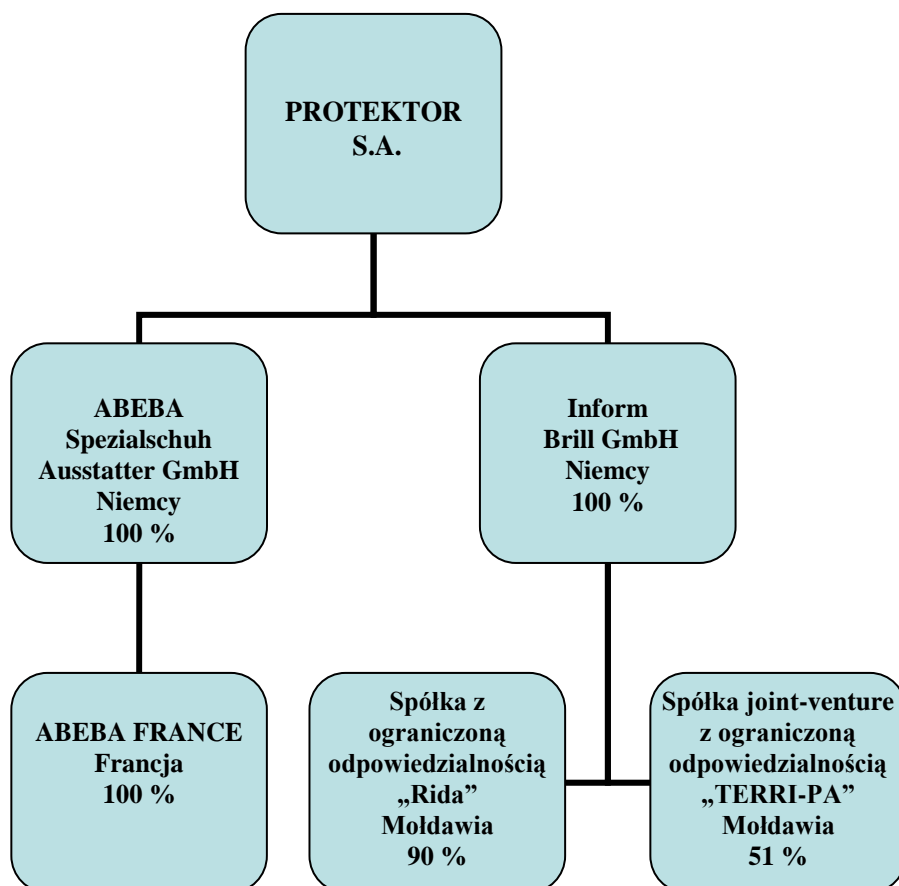 PROTEKTOR
S.A.
ABEBA
Spezialschuh
Ausstatter GmbH
Niemcy
100 %
Inform
Brill GmbH
Niemcy
100 %
ABEBA FRANCE
Francja
100 %
Spółka z
ograniczoną
odpowiedzialnością
„Rida”
Mołdawia
90 %
Spółka joint-venture
z ograniczoną
odpowiedzialnością
„TERRI-PA”
Mołdawia
51 %